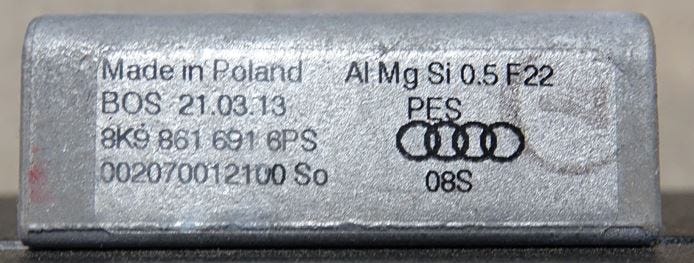 Made in Poland
BOS 21.03.13
8K9 861 691 6PS
002070012100 So
Al Mg Si 0.5 F22
PES
08S